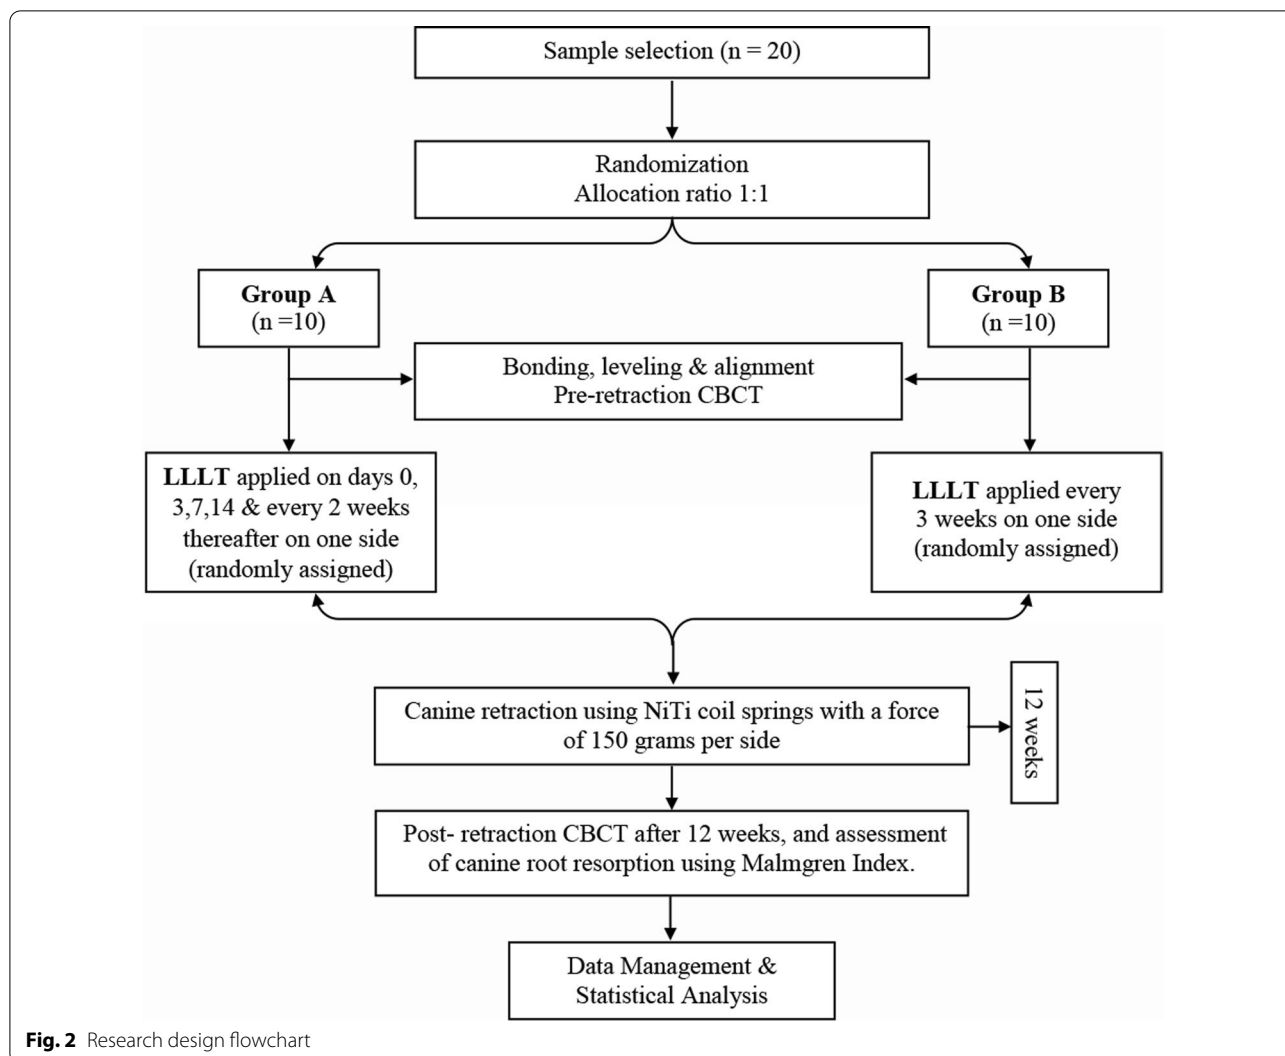 Sample selection (n = 20)
Randomization
Allocation ratio 1:1
Group A
(n =10)
Group B
(n =10)
Bonding, leveling & alignment
Pre-retraction CBCT
LLLT applied on days 0,
3,7,14 & every 2 weeks
thereafter on one side
(randomly assigned)
LLLT applied every
3 weeks on one side
(randomly assigned)
Canine retraction using NiTi coil springs with a force
of 150 grams per side
12 weeks
Post- retraction CBCT after 12 weeks, and assessment
of canine root resorption using Malmgren Index.
Data Management &
Statistical Analysis
Fig. 2 Research design flowchart